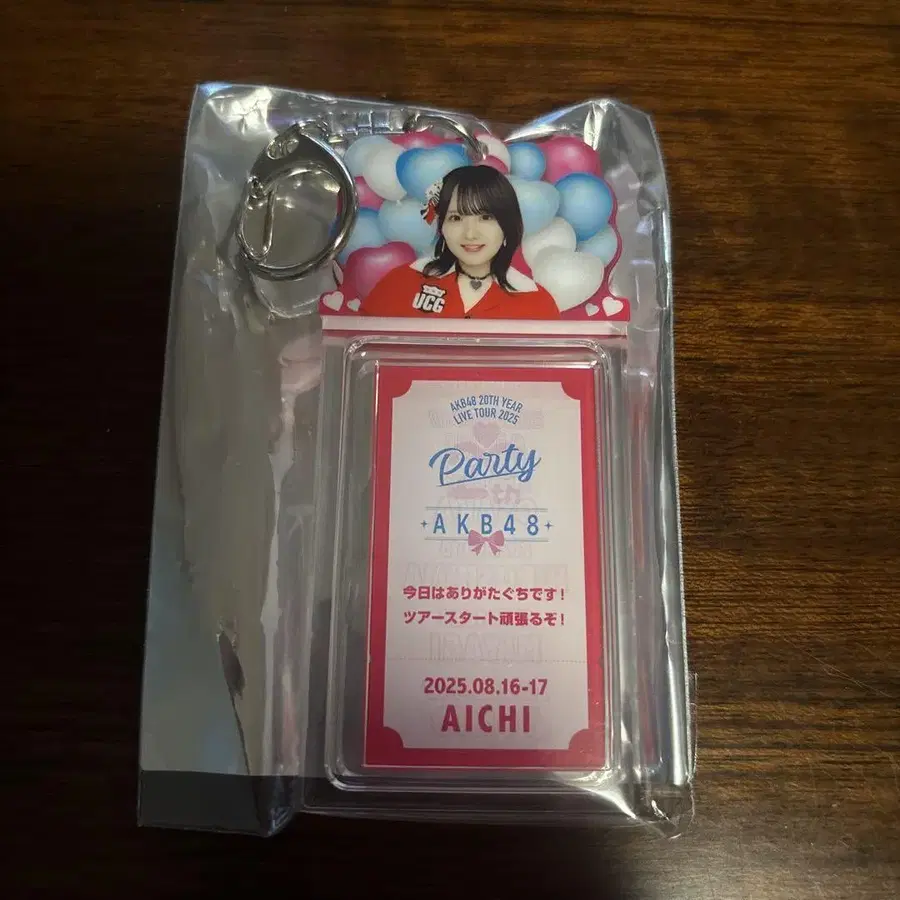 UCG
AKB48 20TH YEAR
LIVE TOUR 2025
Party
AKB48
今日はありがたぐちです!
ツアースタート頑張るぞ!
2025.08.16-17
AICHI